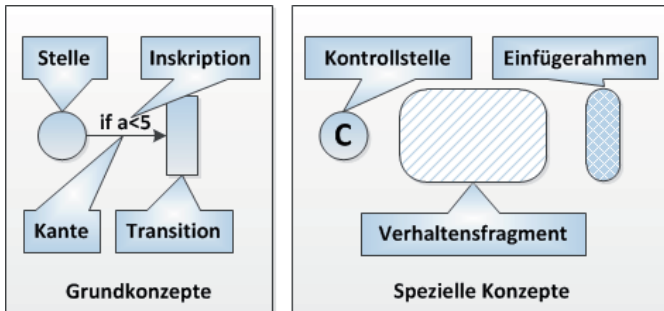 Stelle
Inskription
if a<5
Kante
Transition
Grundkonzepte
Kontrollstelle
Einfügerahmen
C
Verhaltensfragment
Spezielle Konzepte